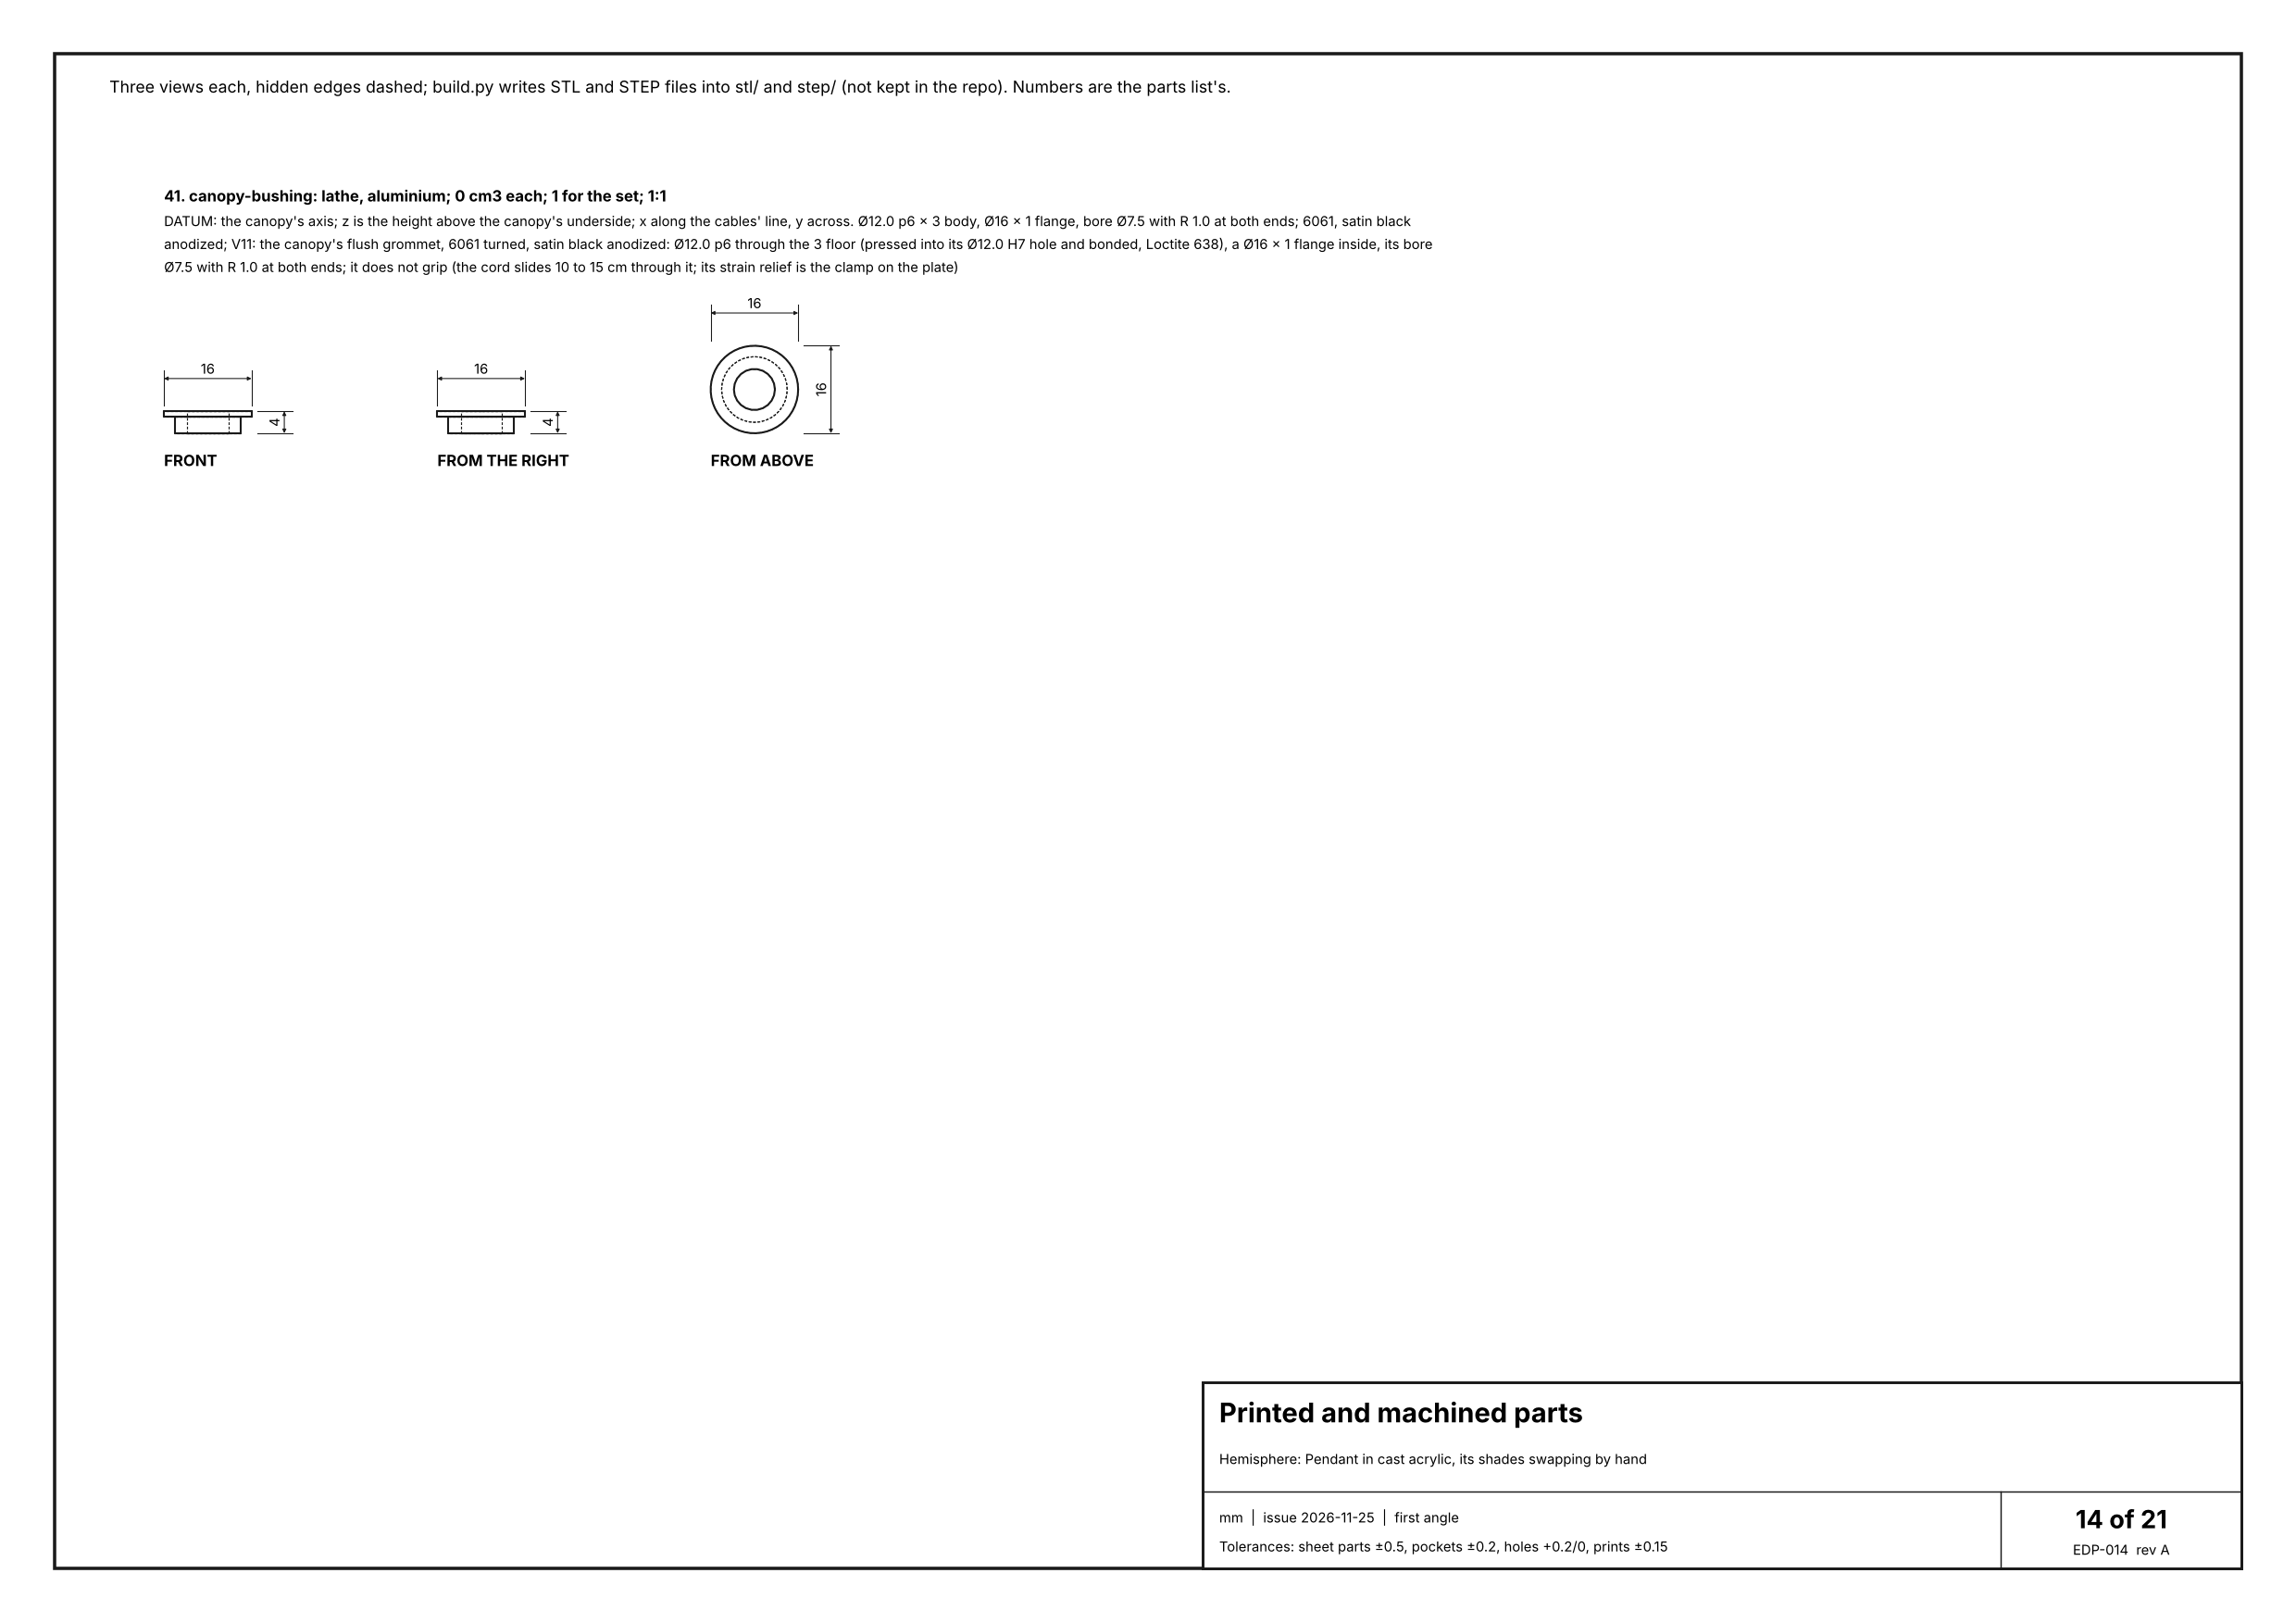 Three views each, hidden edges dashed; build.py writes STL and STEP files into stl/ and step/ (not kept in the repo). Numbers are the parts list's.
41. canopy-bushing: lathe, aluminium; 0 cm3 each; 1 for the set; 1:1
DATUM: the canopy's axis; z is the height above the canopy's underside; x along the cables' line, y across. Ø12.0 p6 × 3 body, Ø16 × 1 flange, bore Ø7.5 with R 1.0 at both ends; 6061, satin black
anodized; V11: the canopy's flush grommet, 6061 turned, satin black anodized: Ø12.0 p6 through the 3 floor (pressed into its Ø12.0 H7 hole and bonded, Loctite 638), a Ø16 × 1 flange inside, its bore
Ø7.5 with R 1.0 at both ends; it does not grip (the cord slides 10 to 15 cm through it; its strain relief is the clamp on the plate)
16
4
FRONT
16
4
FROM THE RIGHT
16
16
FROM ABOVE
Printed and machined parts
Hemisphere: Pendant in cast acrylic, its shades swapping by hand
mm | issue 2026-11-25 | first angle
Tolerances: sheet parts ±0.5, pockets ±0.2, holes +0.2/0, prints ±0.15
14 of 21
EDP-014 rev A